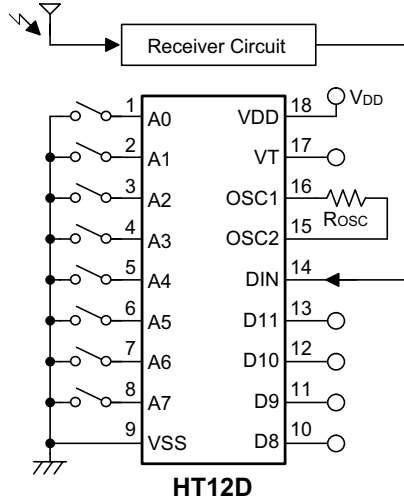 Receiver Circuit
1 A0 VDD 18 VDD
2 A1 VT 17
3 A2 OSC1 16
ROSC
4 A3 OSC2 15
5 A4 DIN 14
6 A5 D11 13
7 A6 D10 12
8 A7 D9 11
9 VSS D8 10
HT12D